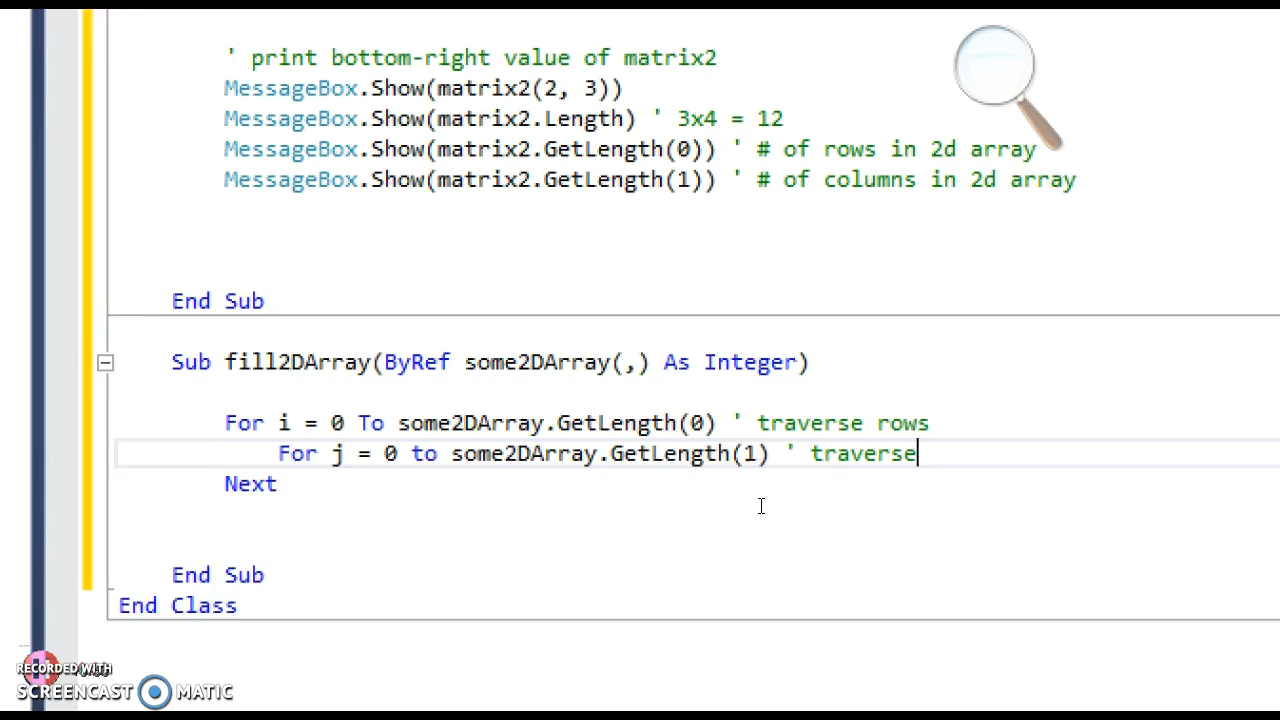 ' print bottom-right value of matrix2
MessageBox.Show(matrix2(2, 3))
MessageBox.Show(matrix2.Length) ' 3x4 = 12
MessageBox.Show(matrix2.GetLength(0)) ' # of rows in 2d array
MessageBox.Show(matrix2.GetLength(1)) ' # of columns in 2d array
End Sub
Sub fill2DArray(ByRef some2DArray(,) As Integer)
For i = 0 To some2DArray.GetLength(0) ' traverse rows
For j = 0 to some2DArray.GetLength(1) ' traverse
Next
End Sub
End Class
RECORDED WITH
SCREENCAST MATIC